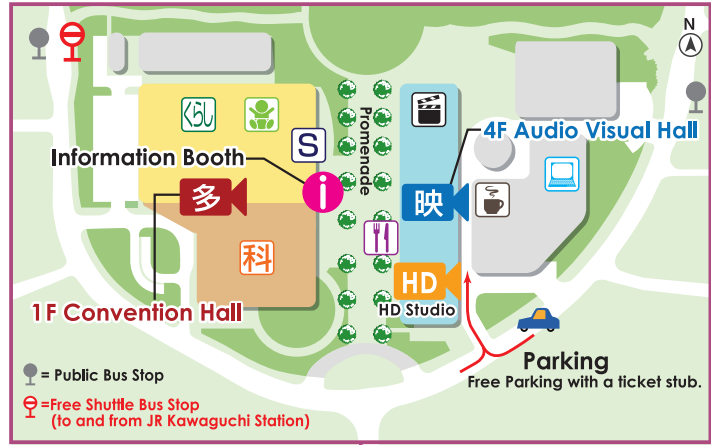 N
くらし
S
Promenade
4F Audio Visual Hall
Information Booth
i
多
映
科
HD
HD Studio
1F Convention Hall
Parking
Free Parking with a ticket stub.
= Public Bus Stop
=Free Shuttle Bus Stop
(to and from JR Kawaguchi Station)